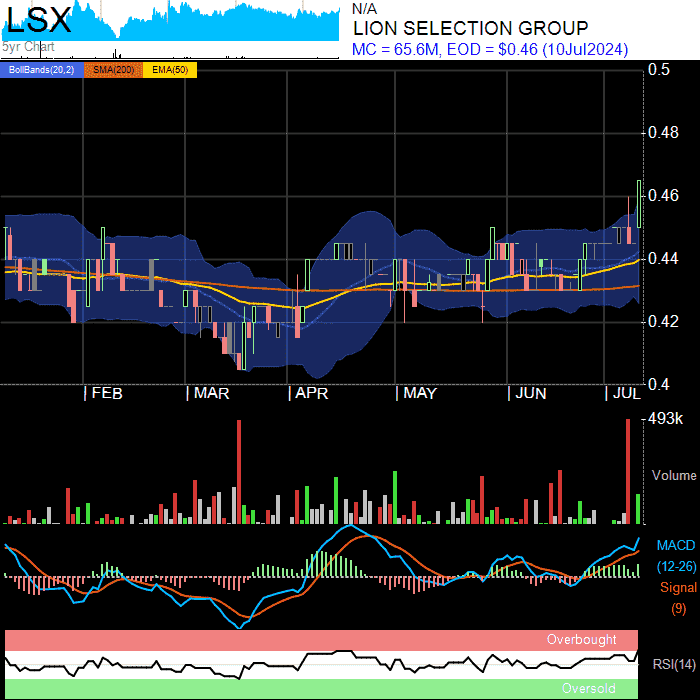 LSX
5yr Chart
N/A
LION SELECTION GROUP
MC = 65.6M, EOD = $0.46 (10Jul2024)
BollBands(20,2) SMA(200) EMA(50)
0.5
0.48
0.46
0.44
0.42
0.4
FEB MAR APR MAY JUN JUL
493k
Volume
MACD
(12-26)
Signal
(9)
Overbought
RSI(14)
Oversold